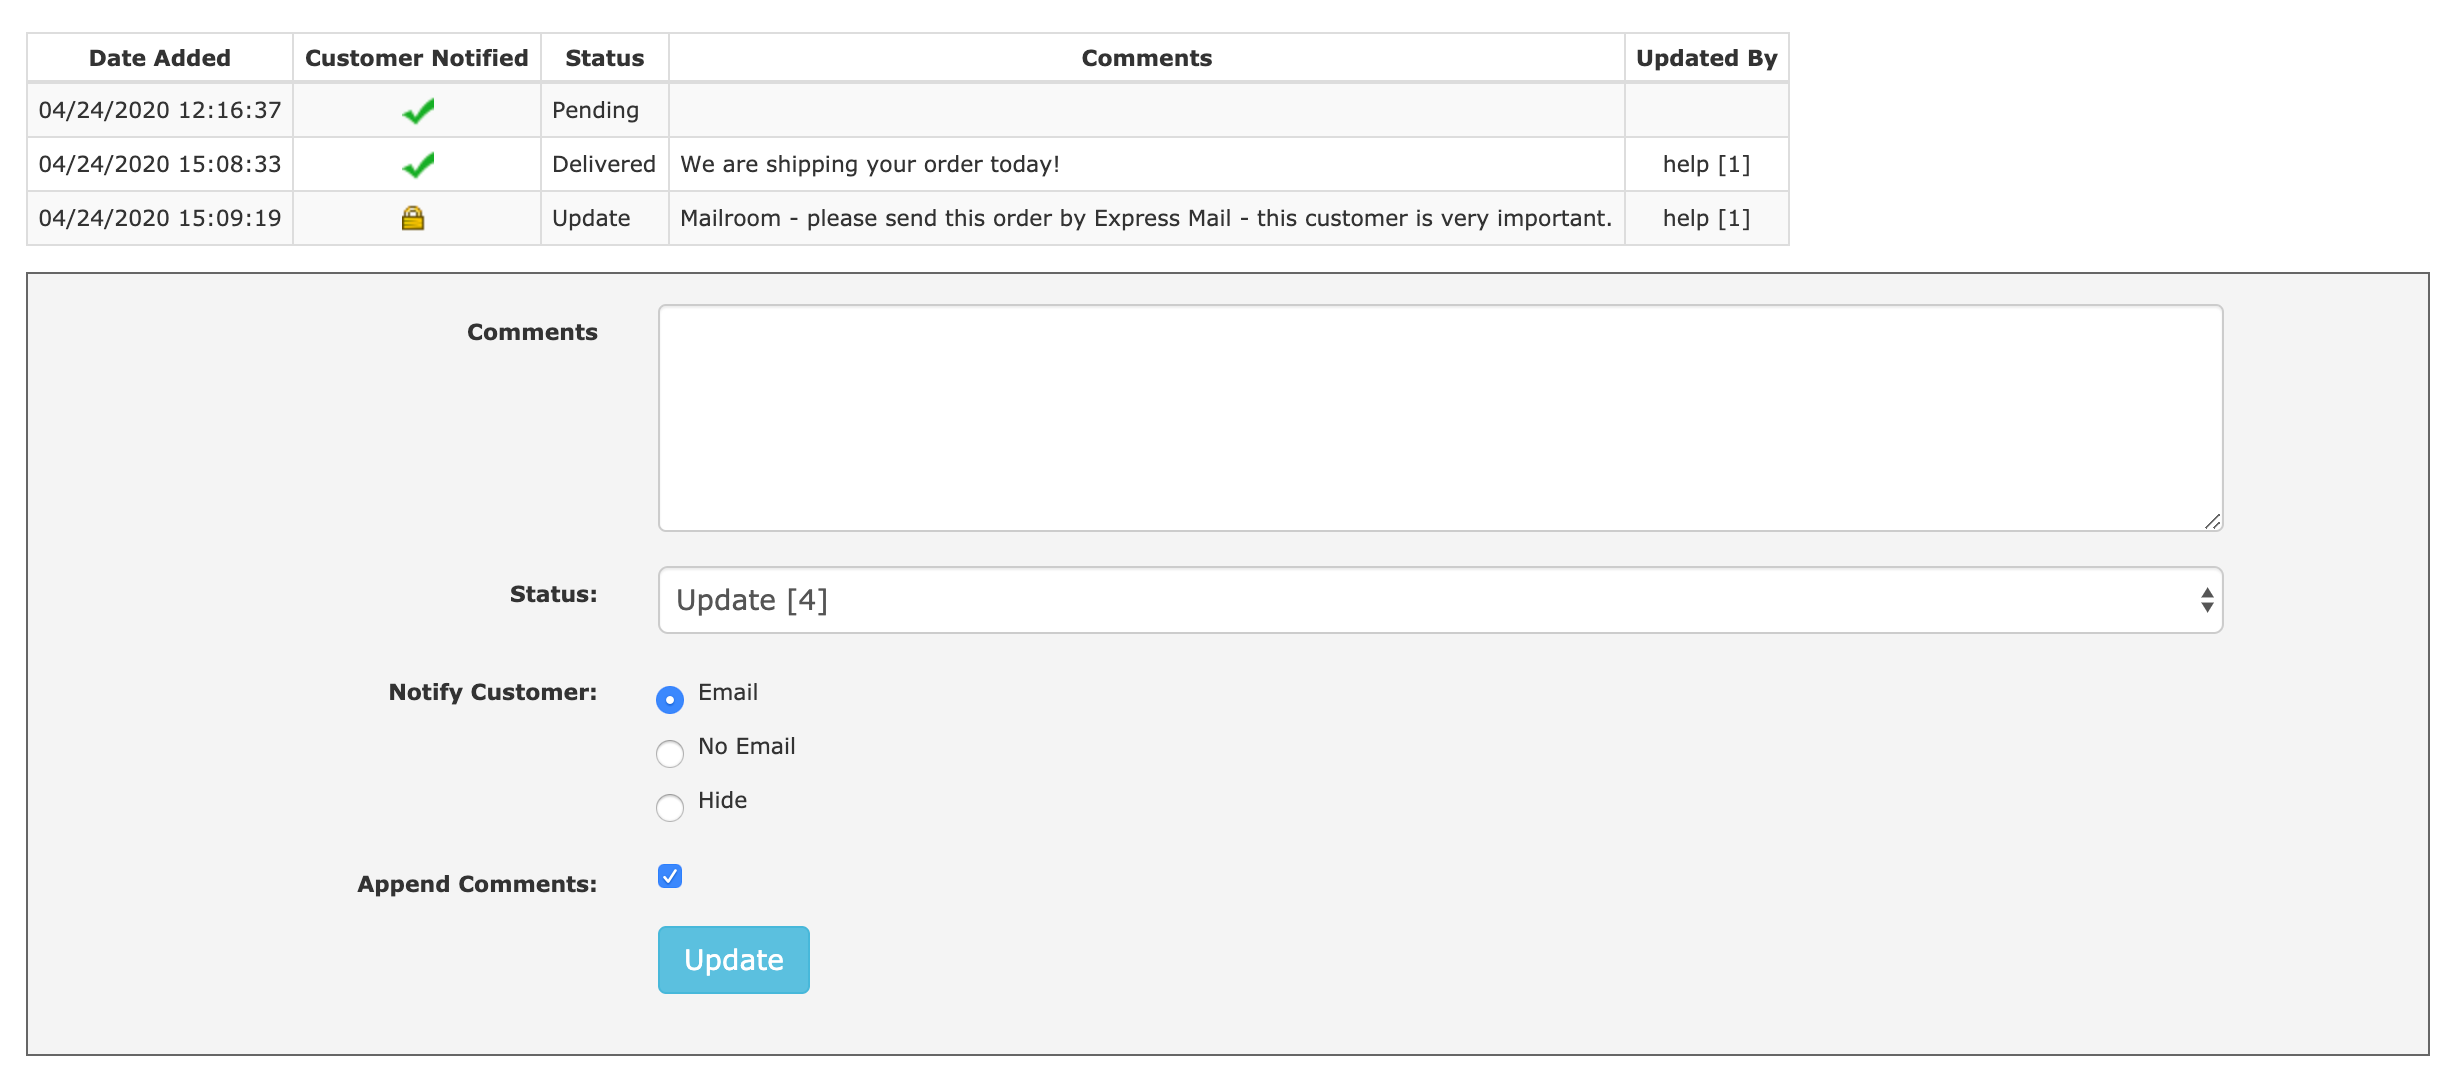 Date Added Customer Notified Status Comments Updated By
04/24/2020 12:16:37 Pending
04/24/2020 15:08:33 Delivered We are shipping your order today! help [1]
04/24/2020 15:09:19 Update Mailroom - please send this order by Express Mail - this customer is very important. help [1]
Comments
Status: Update [4]
Notify Customer: Email
No Email
Hide
Append Comments:
Update